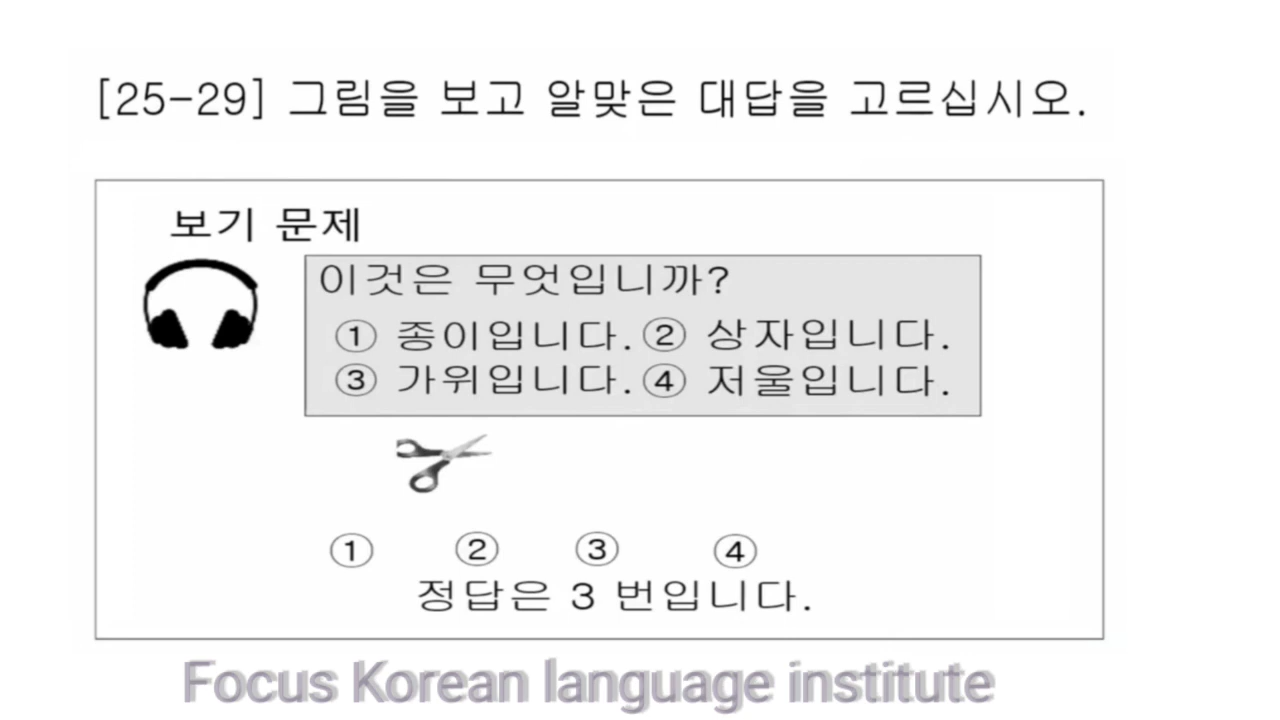 [25-29] 그림을 보고 알맞은 대답을 고르십시오.
보기 문제
이것은 무엇입니까?
① 종이입니다. ② 상자입니다.
③ 가위입니다. ④ 저울입니다.
① ② ③ ④
정답은 3 번입니다.
Focus Korean language institute